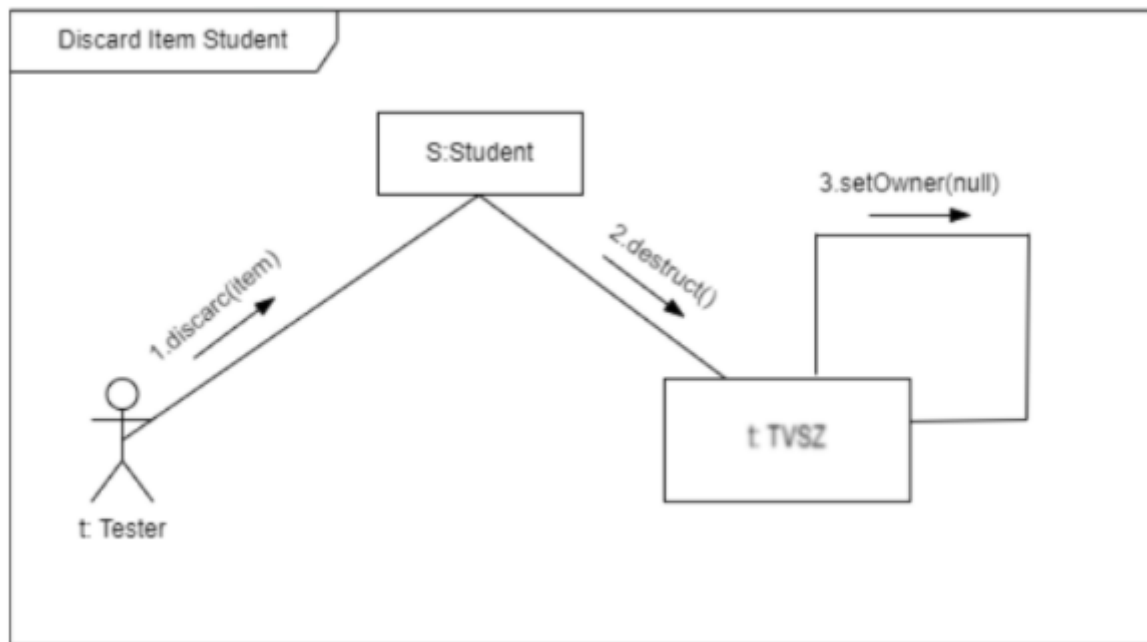 Discard Item Student
S:Student
3.setOwner(null)
2.destruct()
1.discarc(item)
t: TVSZ
t: Tester